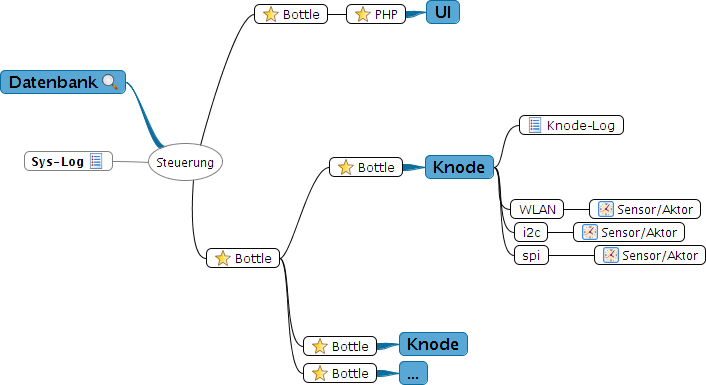 Bottle
PHP
UI
Datenbank
Sys-Log
Steuerung
Knode-Log
Bottle
Knode
WLAN
Sensor/Aktor
i2c
Sensor/Aktor
spi
Sensor/Aktor
Bottle
Bottle
Knode
Bottle
...